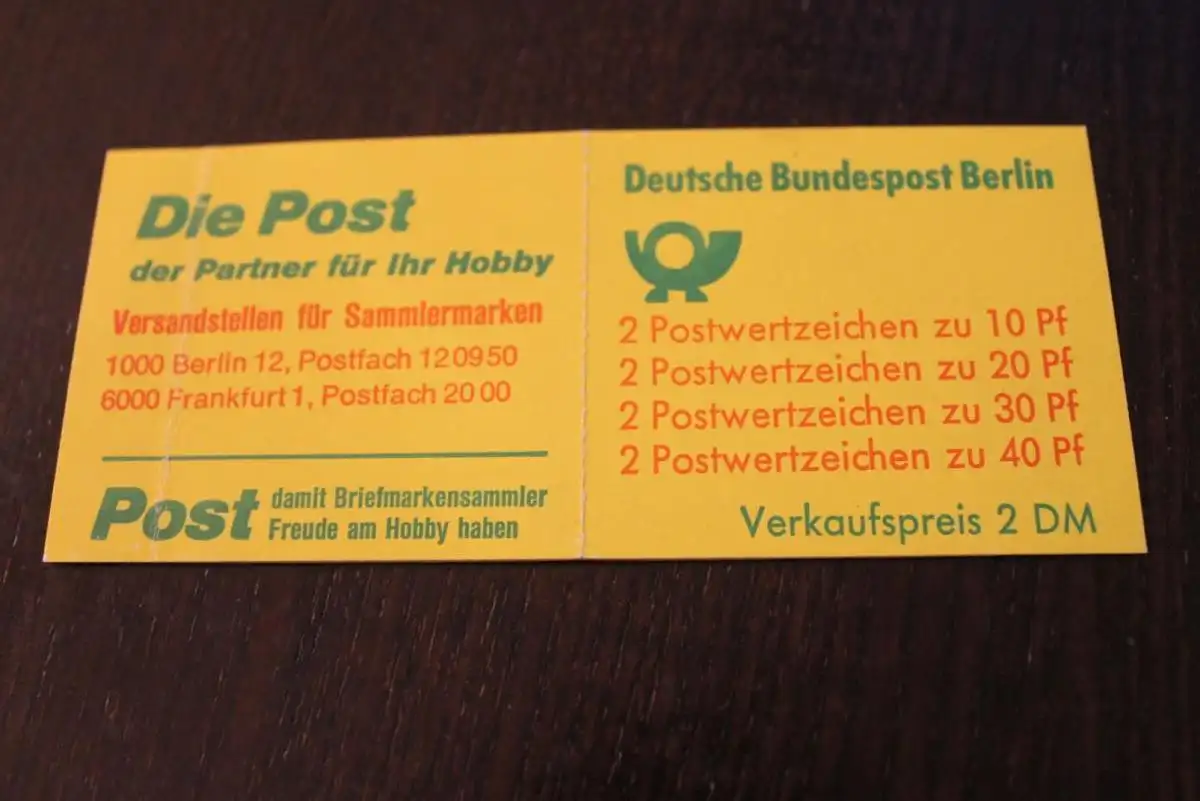 Die Post
der Partner für Ihr Hobby
Versandstellen für Sammlermarken
1000 Berlin 12, Postfach 120950
6000 Frankfurt 1, Postfach 20 00
Post damit Briefmarkensammler
Freude am Hobby haben
Deutsche Bundespost Berlin
2 Postwertzeichen zu 10 Pf
2 Postwertzeichen zu 20 Pf
2 Postwertzeichen zu 30 Pf
2 Postwertzeichen zu 40 Pf
Verkaufspreis 2 DM